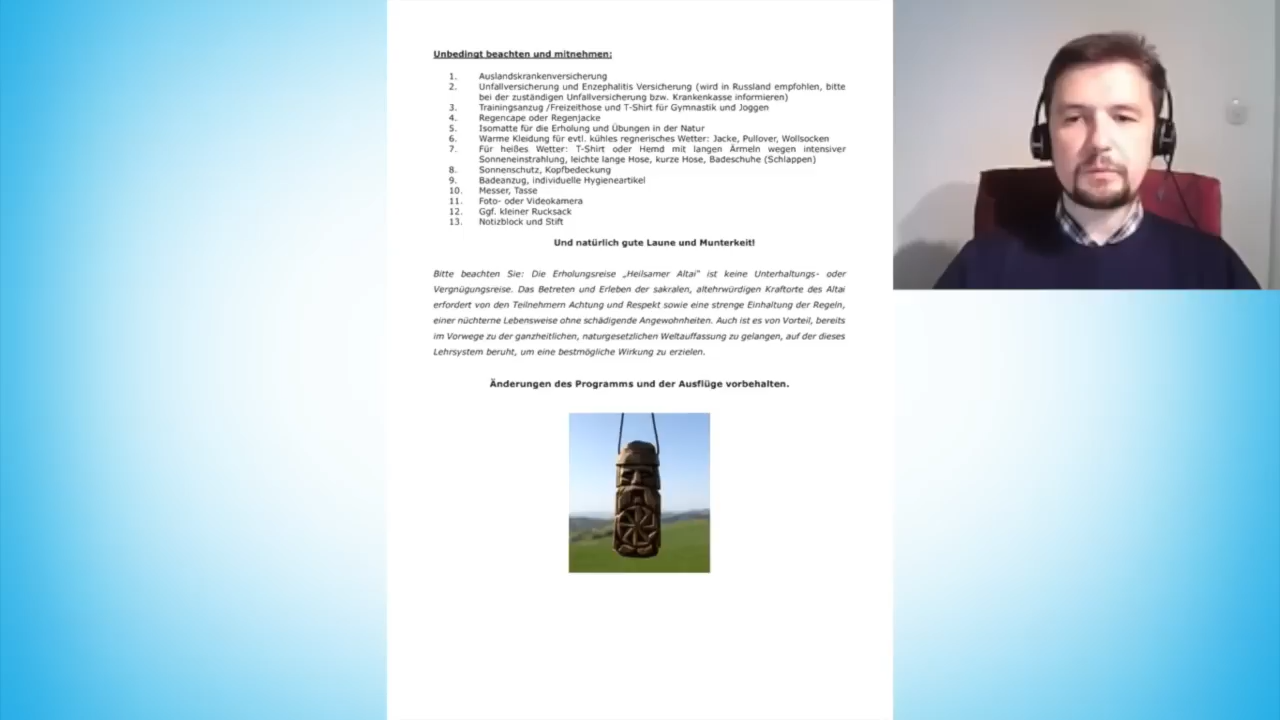 Unbedingt beachten und mitnehmen:
1. Auslandskrankenversicherung
2. Unfallversicherung und Enzephalitis Versicherung (wird in Russland empfohlen, bitte
bei der zuständigen Unfallversicherung bzw. Krankenkasse informieren)
3. Trainingsanzug /Freizeithose und T-Shirt für Gymnastik und Joggen
4. Regencape oder Regenjacke
5. Isomatte für die Erholung und Übungen in der Natur
6. Warme Kleidung für evtl. kühles regnerisches Wetter: Jacke, Pullover, Wollsocken
7. Für heißes Wetter: T-Shirt oder Hemd mit langen Ärmeln wegen intensiver
Sonneneinstrahlung, leichte lange Hose, kurze Hose, Badeschuhe (Schlappen)
8. Sonnenschutz, Kopfbedeckung
9. Badeanzug, individuelle Hygieneartikel
10. Messer, Tasse
11. Foto- oder Videokamera
12. Ggf. kleiner Rucksack
13. Notizblock und Stift
Und natürlich gute Laune und Munterkeit!
Bitte beachten Sie: Die Erholungsreise „Heilsamer Altai" ist keine Unterhaltungs- oder
Vergnügungsreise. Das Betreten und Erleben der sakralen, altehrwürdigen Kraftorte des Altai
erfordert von den Teilnehmern Achtung und Respekt sowie eine strenge Einhaltung der Regeln,
einer nüchterne Lebensweise ohne schädigende Angewohnheiten. Auch ist es von Vorteil, bereits
im Vorwege zu der ganzheitlichen, naturgesetzlichen Weltauffassung zu gelangen, auf der dieses
Lehrsystem beruht, um eine bestmögliche Wirkung zu erzielen.
Änderungen des Programms und der Ausflüge vorbehalten.